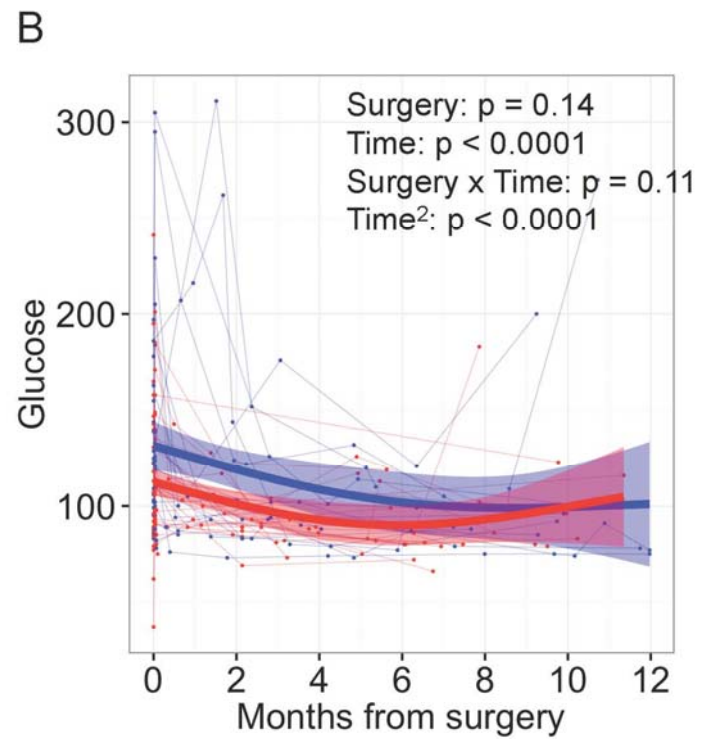 B
Surgery: p = 0.14
Time: p < 0.0001
Surgery x Time: p = 0.11
Time²: p < 0.0001
300
200
100
Glucose
0 2 4 6 8 10 12
Months from surgery